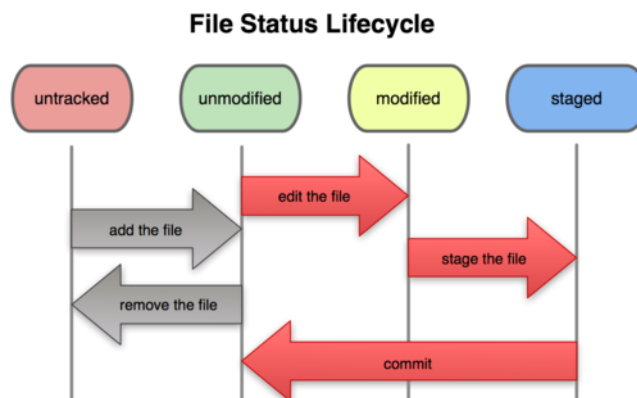 File Status Lifecycle
untracked
unmodified
modified
staged
edit the file
add the file
stage the file
remove the file
commit